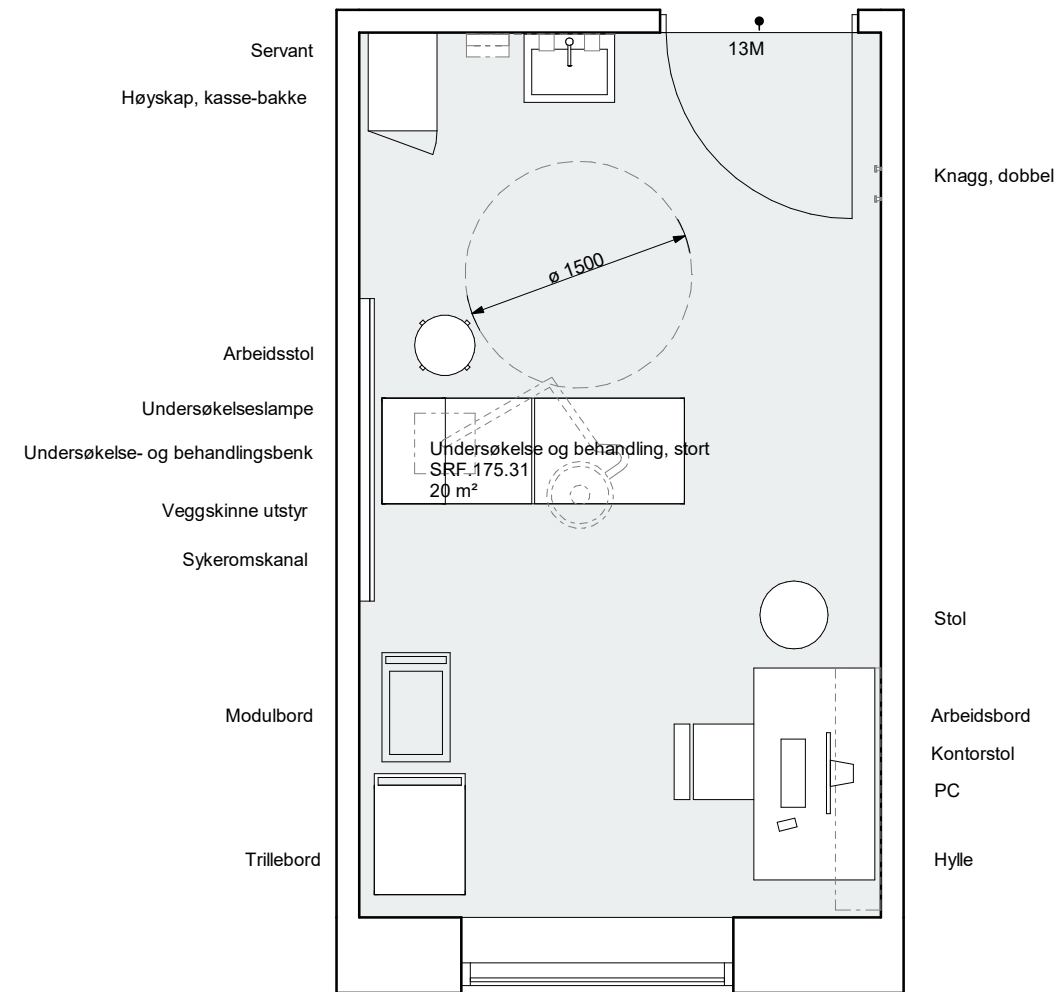 Servant
13M
Høyskap, kasse-bakke
Knagg, dobbel
ø 1500
Arbeidsstol
Undersøkelseslampe
Undersøkelse- og behandlingsbenk
Undersøkelse og behandling, stort
SRF.175.31
20 m²
Veggskinne utstyr
Sykeromskanal
Stol
Modulbord
Arbeidsbord
Kontorstol
PC
Trillebord
Hylle